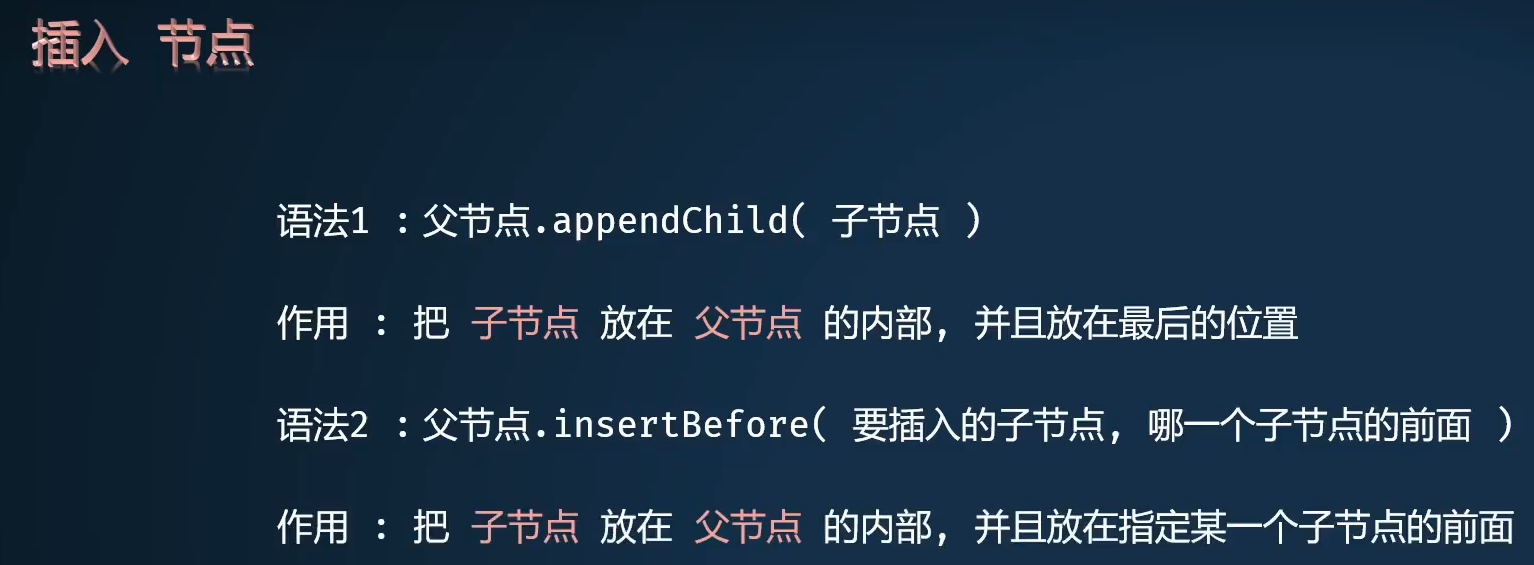 插入 节点
语法1 :父节点.appendChild( 子节点 )
作用 : 把 子节点 放在 父节点 的内部, 并且放在最后的位置
语法2 :父节点.insertBefore( 要插入的子节点, 哪一个子节点的前面 )
作用 : 把 子节点 放在 父节点 的内部, 并且放在指定某一个子节点的前面